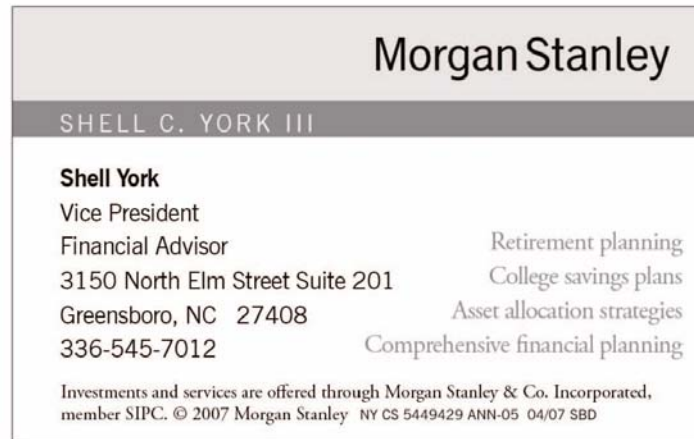 Morgan Stanley
SHELL C. YORK III
Shell York
Vice President
Financial Advisor
3150 North Elm Street Suite 201
Greensboro, NC 27408
336-545-7012
Retirement planning
College savings plans
Asset allocation strategies
Comprehensive financial planning
Investments and services are offered through Morgan Stanley & Co. Incorporated,
member SIPC. © 2007 Morgan Stanley NY CS 5449429 ANN-05 04/07 SBD